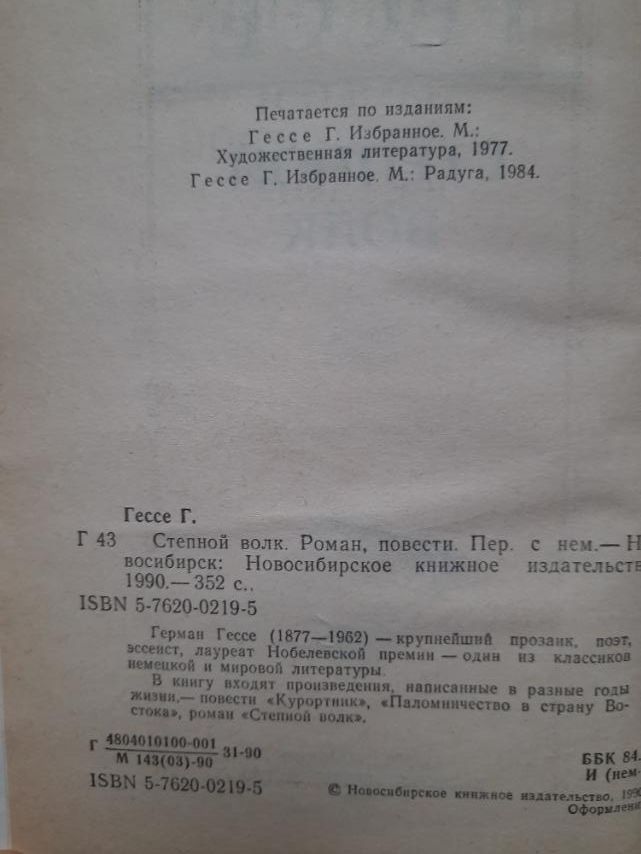 Печатается по изданиям:
Гессе Г. Избранное. М.:
Художественная литература, 1977.
Гессе Г. Избранное. М.: Радуга, 1984.
Гессе Г.
Г 43 Степной волк. Роман, повести. Пер. с нем.— Н
восибирск: Новосибирское книжное издательств
1990.— 352 с..
ISBN 5-7620-0219-5
Герман Гессе (1877—1962) — крупнейший прозаик, поэт,
эссеист, лауреат Нобелевской премии — один из классиков
немецкой и мировой литературы.
В книгу входят произведения, написанные в разные годы
жизни,— повести «Курортник», «Паломничество в страну Во-
стока», роман «Степной волк».
Г 4804010100-001 31-90
М 143(03)-90
ББК 84.
И (нем-
ISBN 5-7620-0219-5
© Новосибирское книжное издательство, 1990
Оформлени